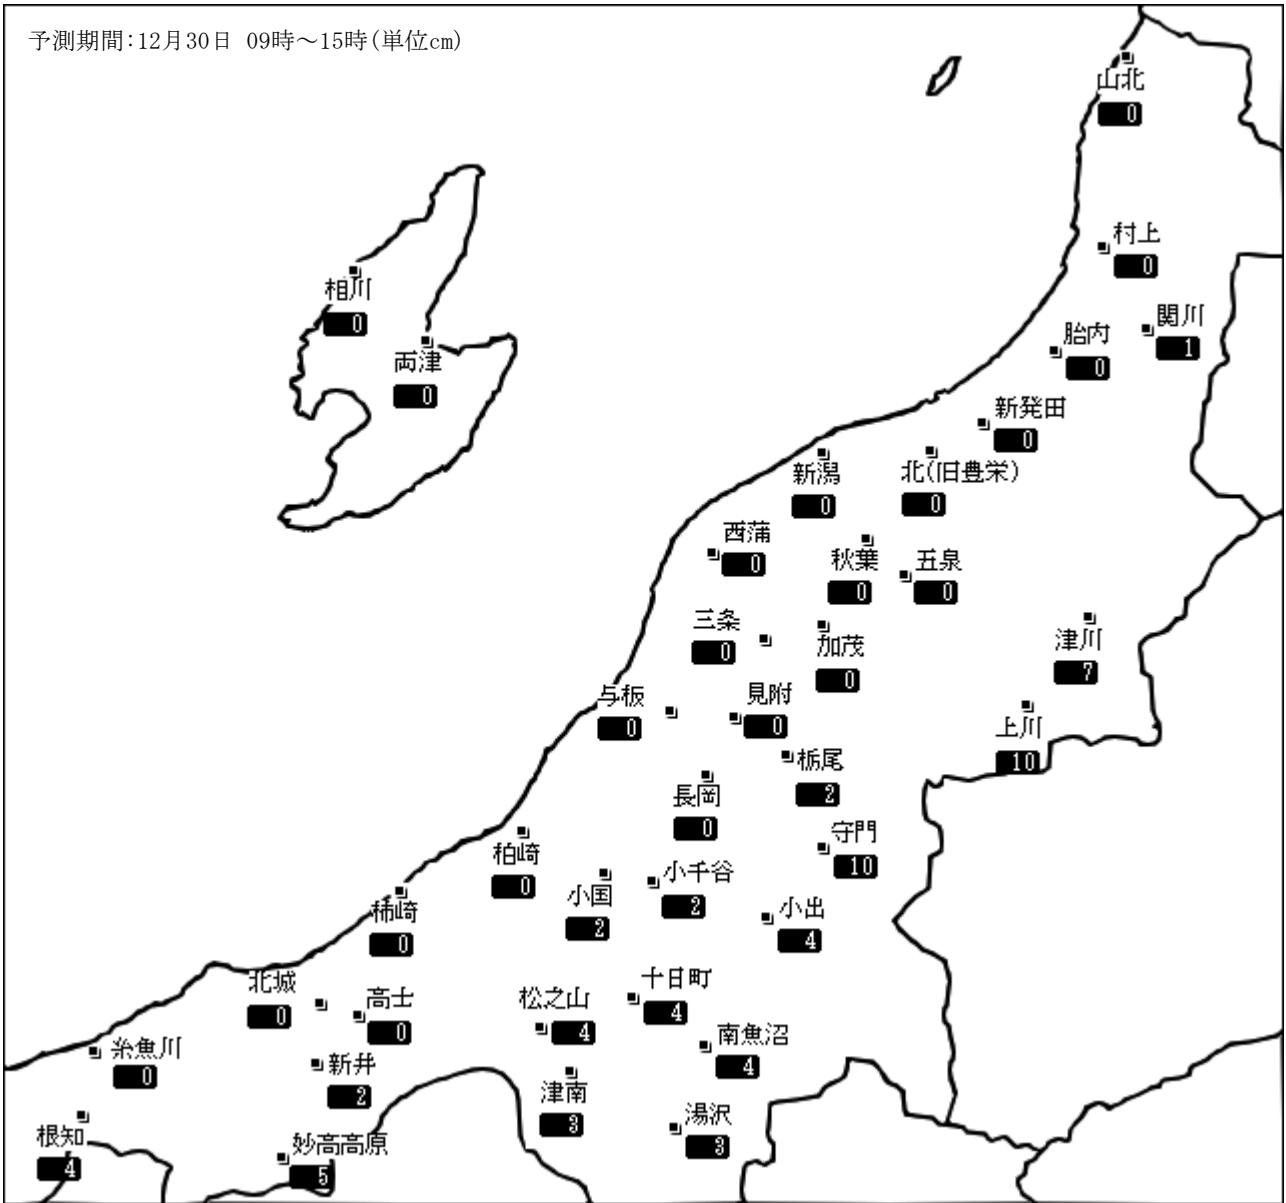 予測期間:12月30日 09時～15時(単位cm)
山北
0
村上
0
相川
0
関川
1
胎内
0
両津
0
新発田
0
新潟
0
北(旧豊栄)
0
西蒲
0
秋葉
0
五泉
0
三条
0
加茂
0
津川
7
与板
0
見附
0
上川
10
栃尾
2
長岡
0
守門
10
柏崎
0
小国
2
小千谷
2
小出
4
柿崎
0
北城
0
高士
0
松之山
4
十日町
4
南魚沼
4
糸魚川
0
新井
2
津南
3
湯沢
3
根知
4
妙高高原
5